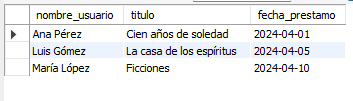 nombre_usuario titulo fecha_prestamo
Ana Pérez Cien años de soledad 2024-04-01
Luis Gómez La casa de los espíritus 2024-04-05
María López Ficciones 2024-04-10